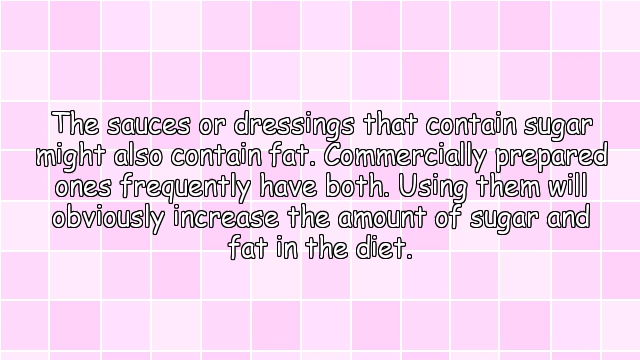 The sauces or dressings that contain sugar
might also contain fat. Commercially prepared
ones frequently have both. Using them will
obviously increase the amount of sugar and
fat in the diet.